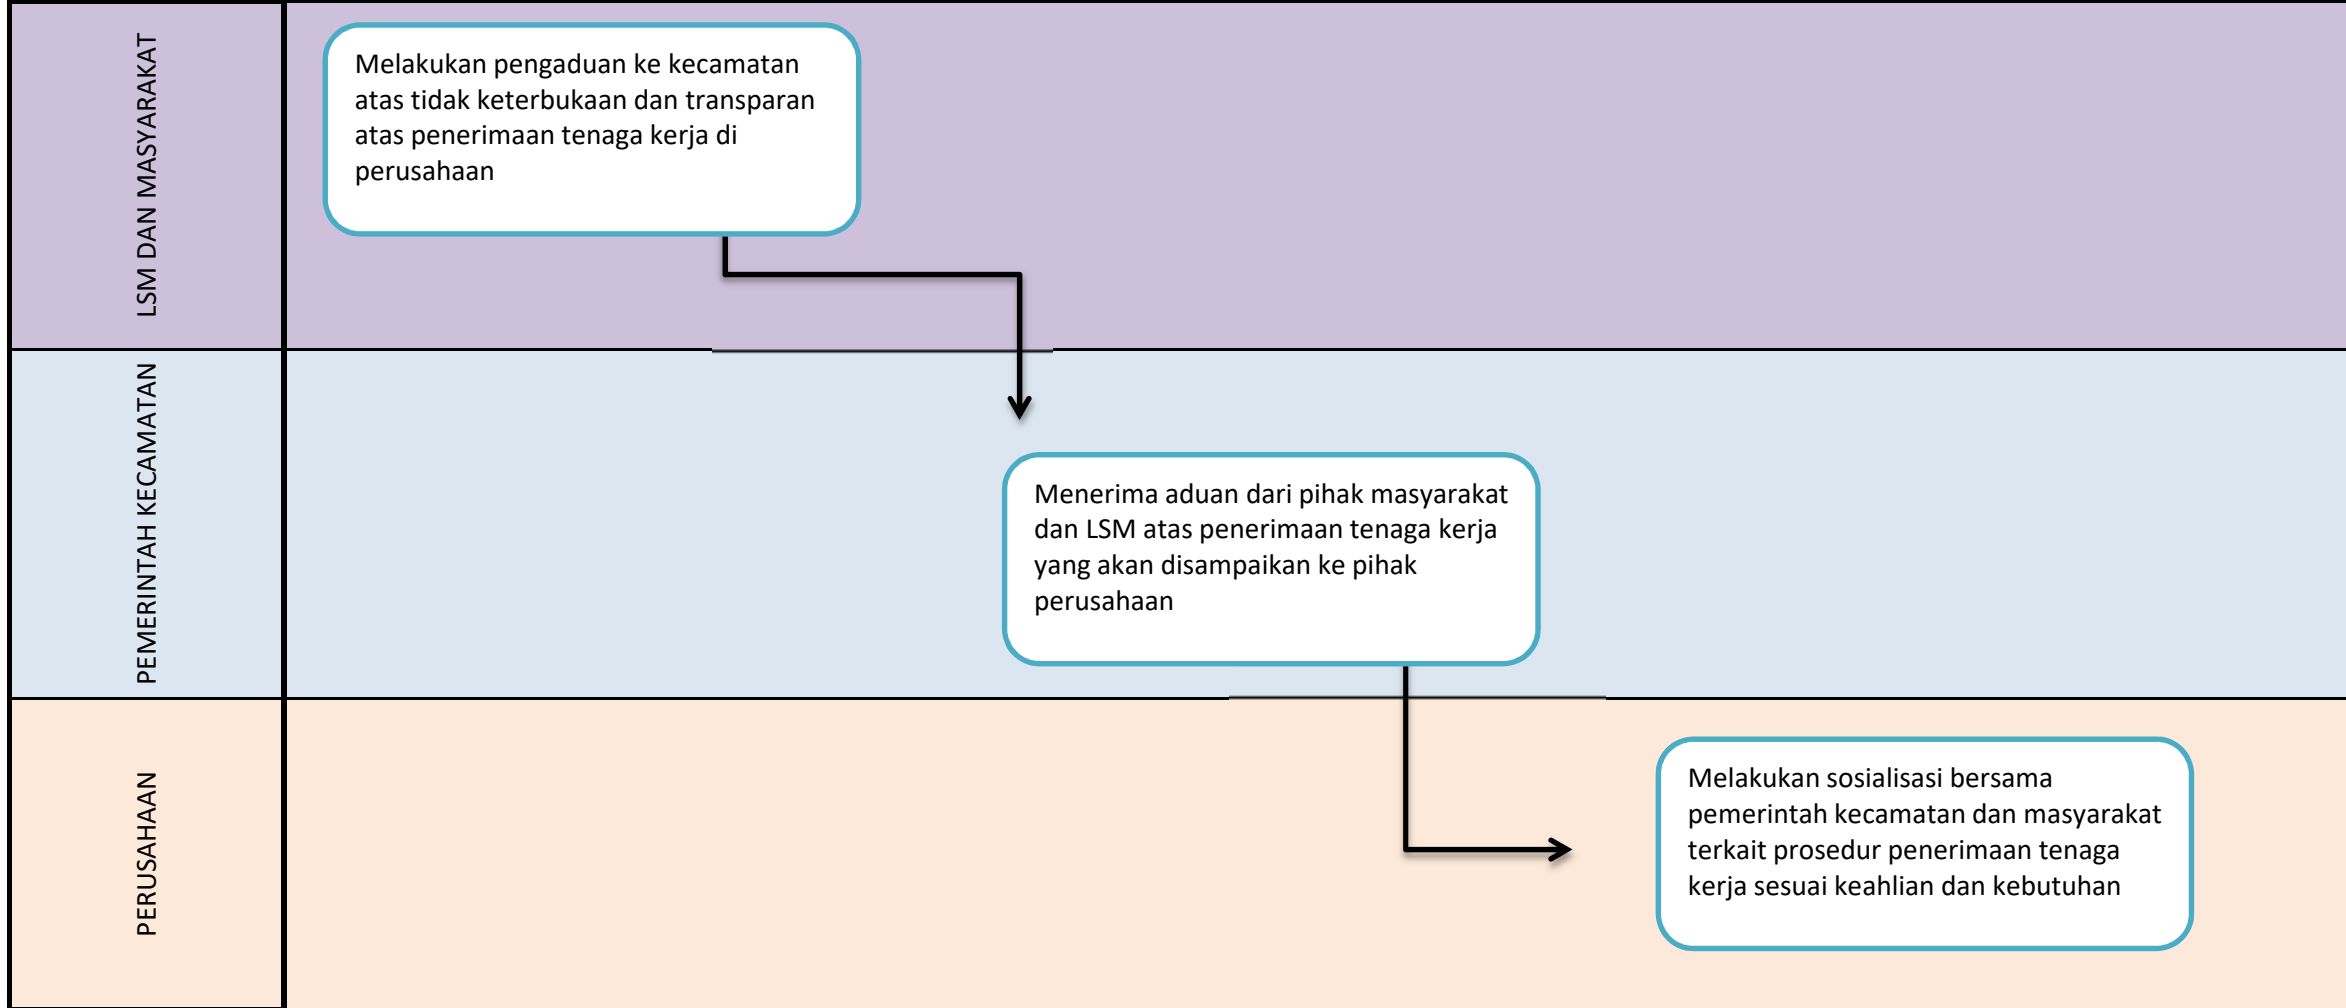 LSM DAN MASYARAKAT
Melakukan pengaduan ke kecamatan
atas tidak keterbukaan dan transparan
atas penerimaan tenaga kerja di
perusahaan
PEMERINTAH KECAMATAN
Menerima aduan dari pihak masyarakat
dan LSM atas penerimaan tenaga kerja
yang akan disampaikan ke pihak
perusahaan
PERUSAHAAN
Melakukan sosialisasi bersama
pemerintah kecamatan dan masyarakat
terkait prosedur penerimaan tenaga
kerja sesuai keahlian dan kebutuhan